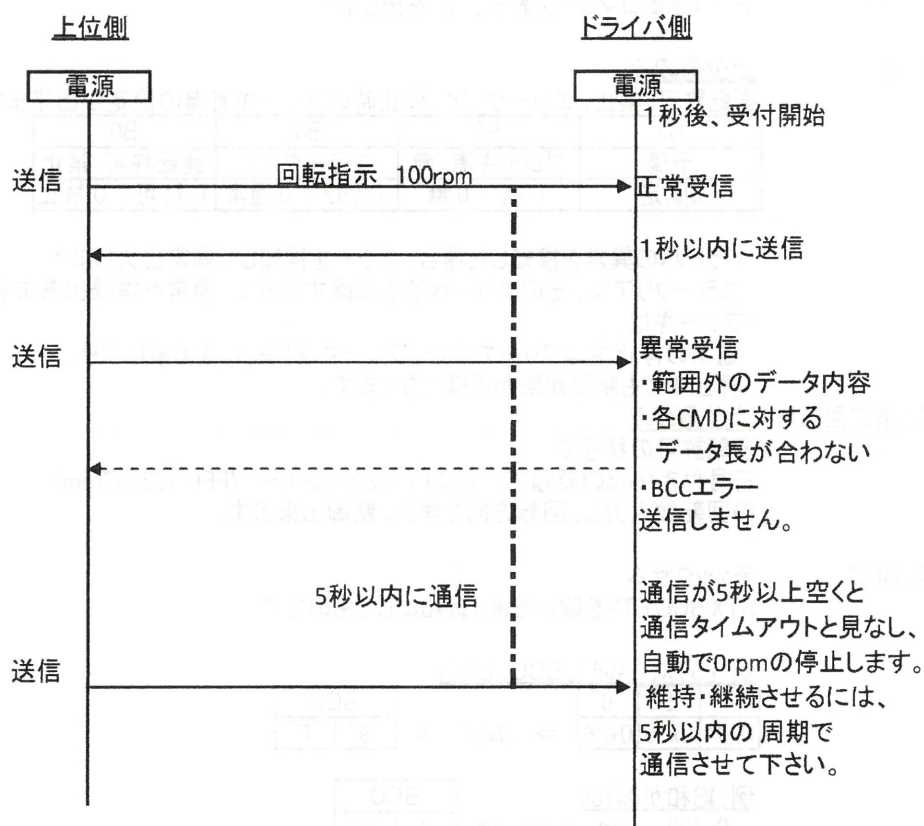 上位側
ドライバ側
電源
電源
1秒後、受付開始
送信
回転指示 100rpm
正常受信
1秒以内に送信
送信
異常受信
・範囲外のデータ内容
・各CMDに対する
データ長が合わない
・BCCエラー
送信しません。
5秒以内に通信
通信が5秒以上空くと
通信タイムアウトと見なし、
自動で0rpmの停止します。
送信
維持・継続させるには、
5秒以内の周期で
通信させて下さい。